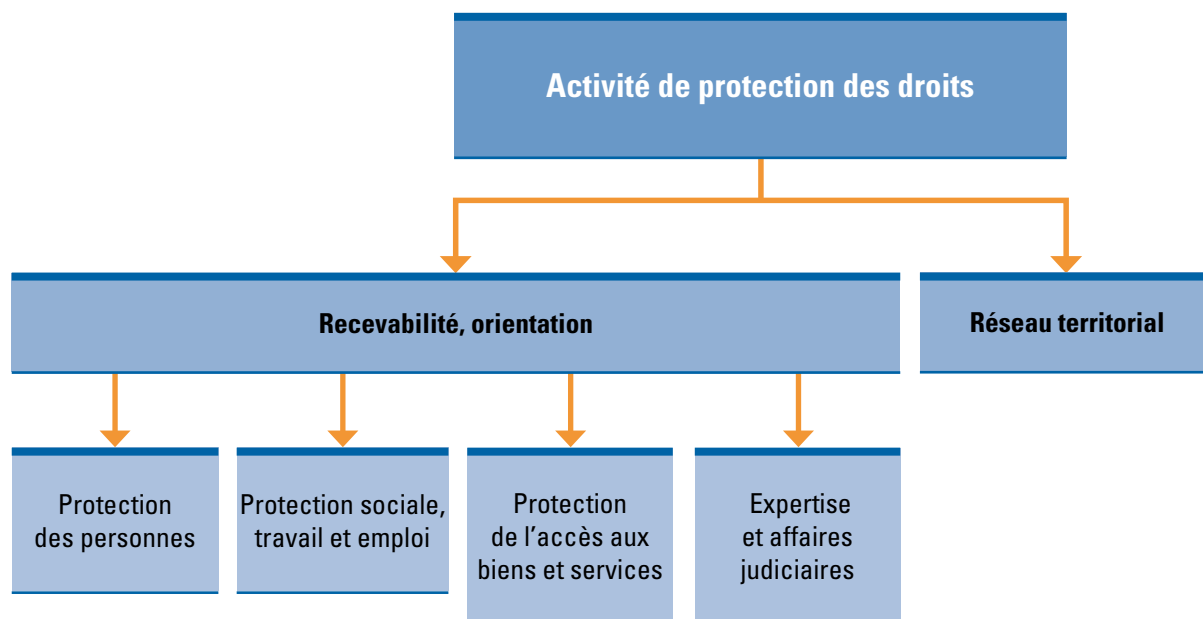 Activité de protection des droits
Recevabilité, orientation
Réseau territorial
Protection
des personnes
Protection sociale,
travail et emploi
Protection
de l’accès aux
biens et services
Expertise
et affaires
judiciaires